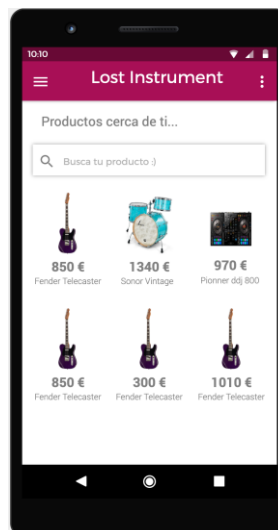 10:10
Lost Instrument
Productos cerca de ti...
Busca tu producto :)
850 € 1340 € 970 €
Fender Telecaster Sonor Vintage Pionner ddj 800
850 € 300 € 1010 €
Fender Telecaster Fender Telecaster Fender Telecaster